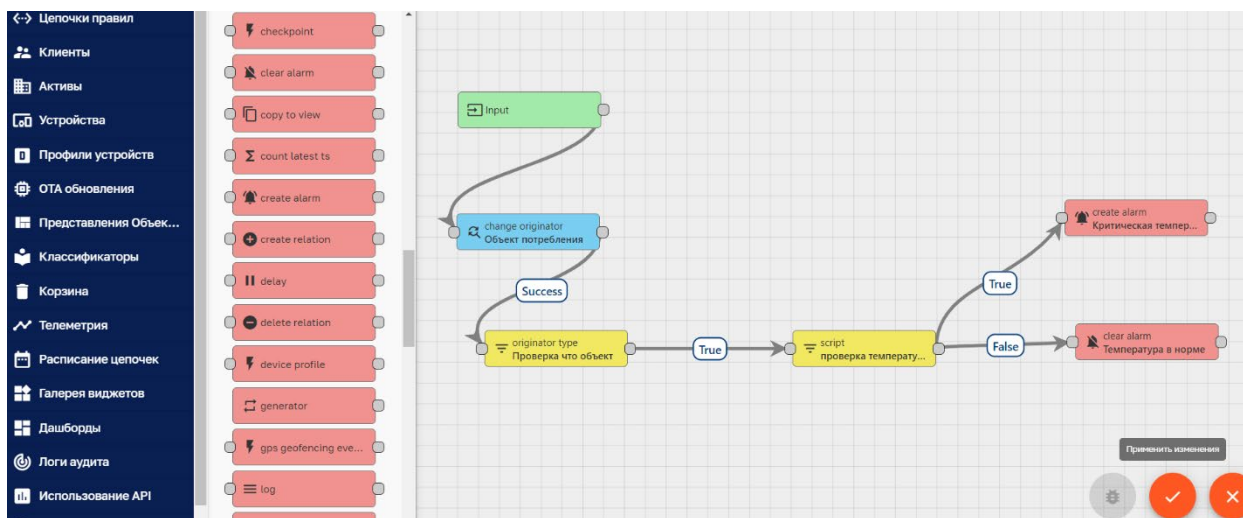 Цепочки правил
Клиенты
Активы
Устройства
Профили устройств
OTA обновления
Представления Объек...
Классификаторы
Корзина
Телеметрия
Расписание цепочек
Галерея виджетов
Дашборды
Логи аудита
Использование API
checkpoint
clear alarm
copy to view
count latest ts
create alarm
create relation
delay
delete relation
device profile
generator
gps geofencing eve...
log
Input
change originator
Объект потребления
Success
originator type
Проверка что объект
True
script
проверка температу...
True
False
create alarm
Критическая темпер...
clear alarm
Температура в норме
Применить изменения